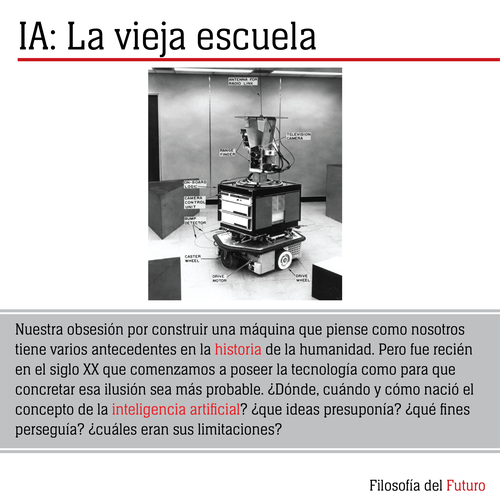 IA: La vieja escuela
ANTENNA FOR
RADIO LINK
TELEVISION
CAMERA
RANGE
FINDER
ON-BOARD
LOGIC
CAMERA
CONTROL
UNIT
BUMP
DETECTOR
CASTER
WHEEL
DRIVE
MOTOR
DRIVE
WHEEL
Nuestra obsesión por construir una máquina que piense como nosotros
tiene varios antecedentes en la historia de la humanidad. Pero fue recién
en el siglo XX que comenzamos a poseer la tecnología como para que
concretar esa ilusión sea más probable. ¿Dónde, cuándo y cómo nació el
concepto de la inteligencia artificial? ¿que ideas presuponía? ¿qué fines
perseguía? ¿cuáles eran sus limitaciones?
Filosofía del Futuro